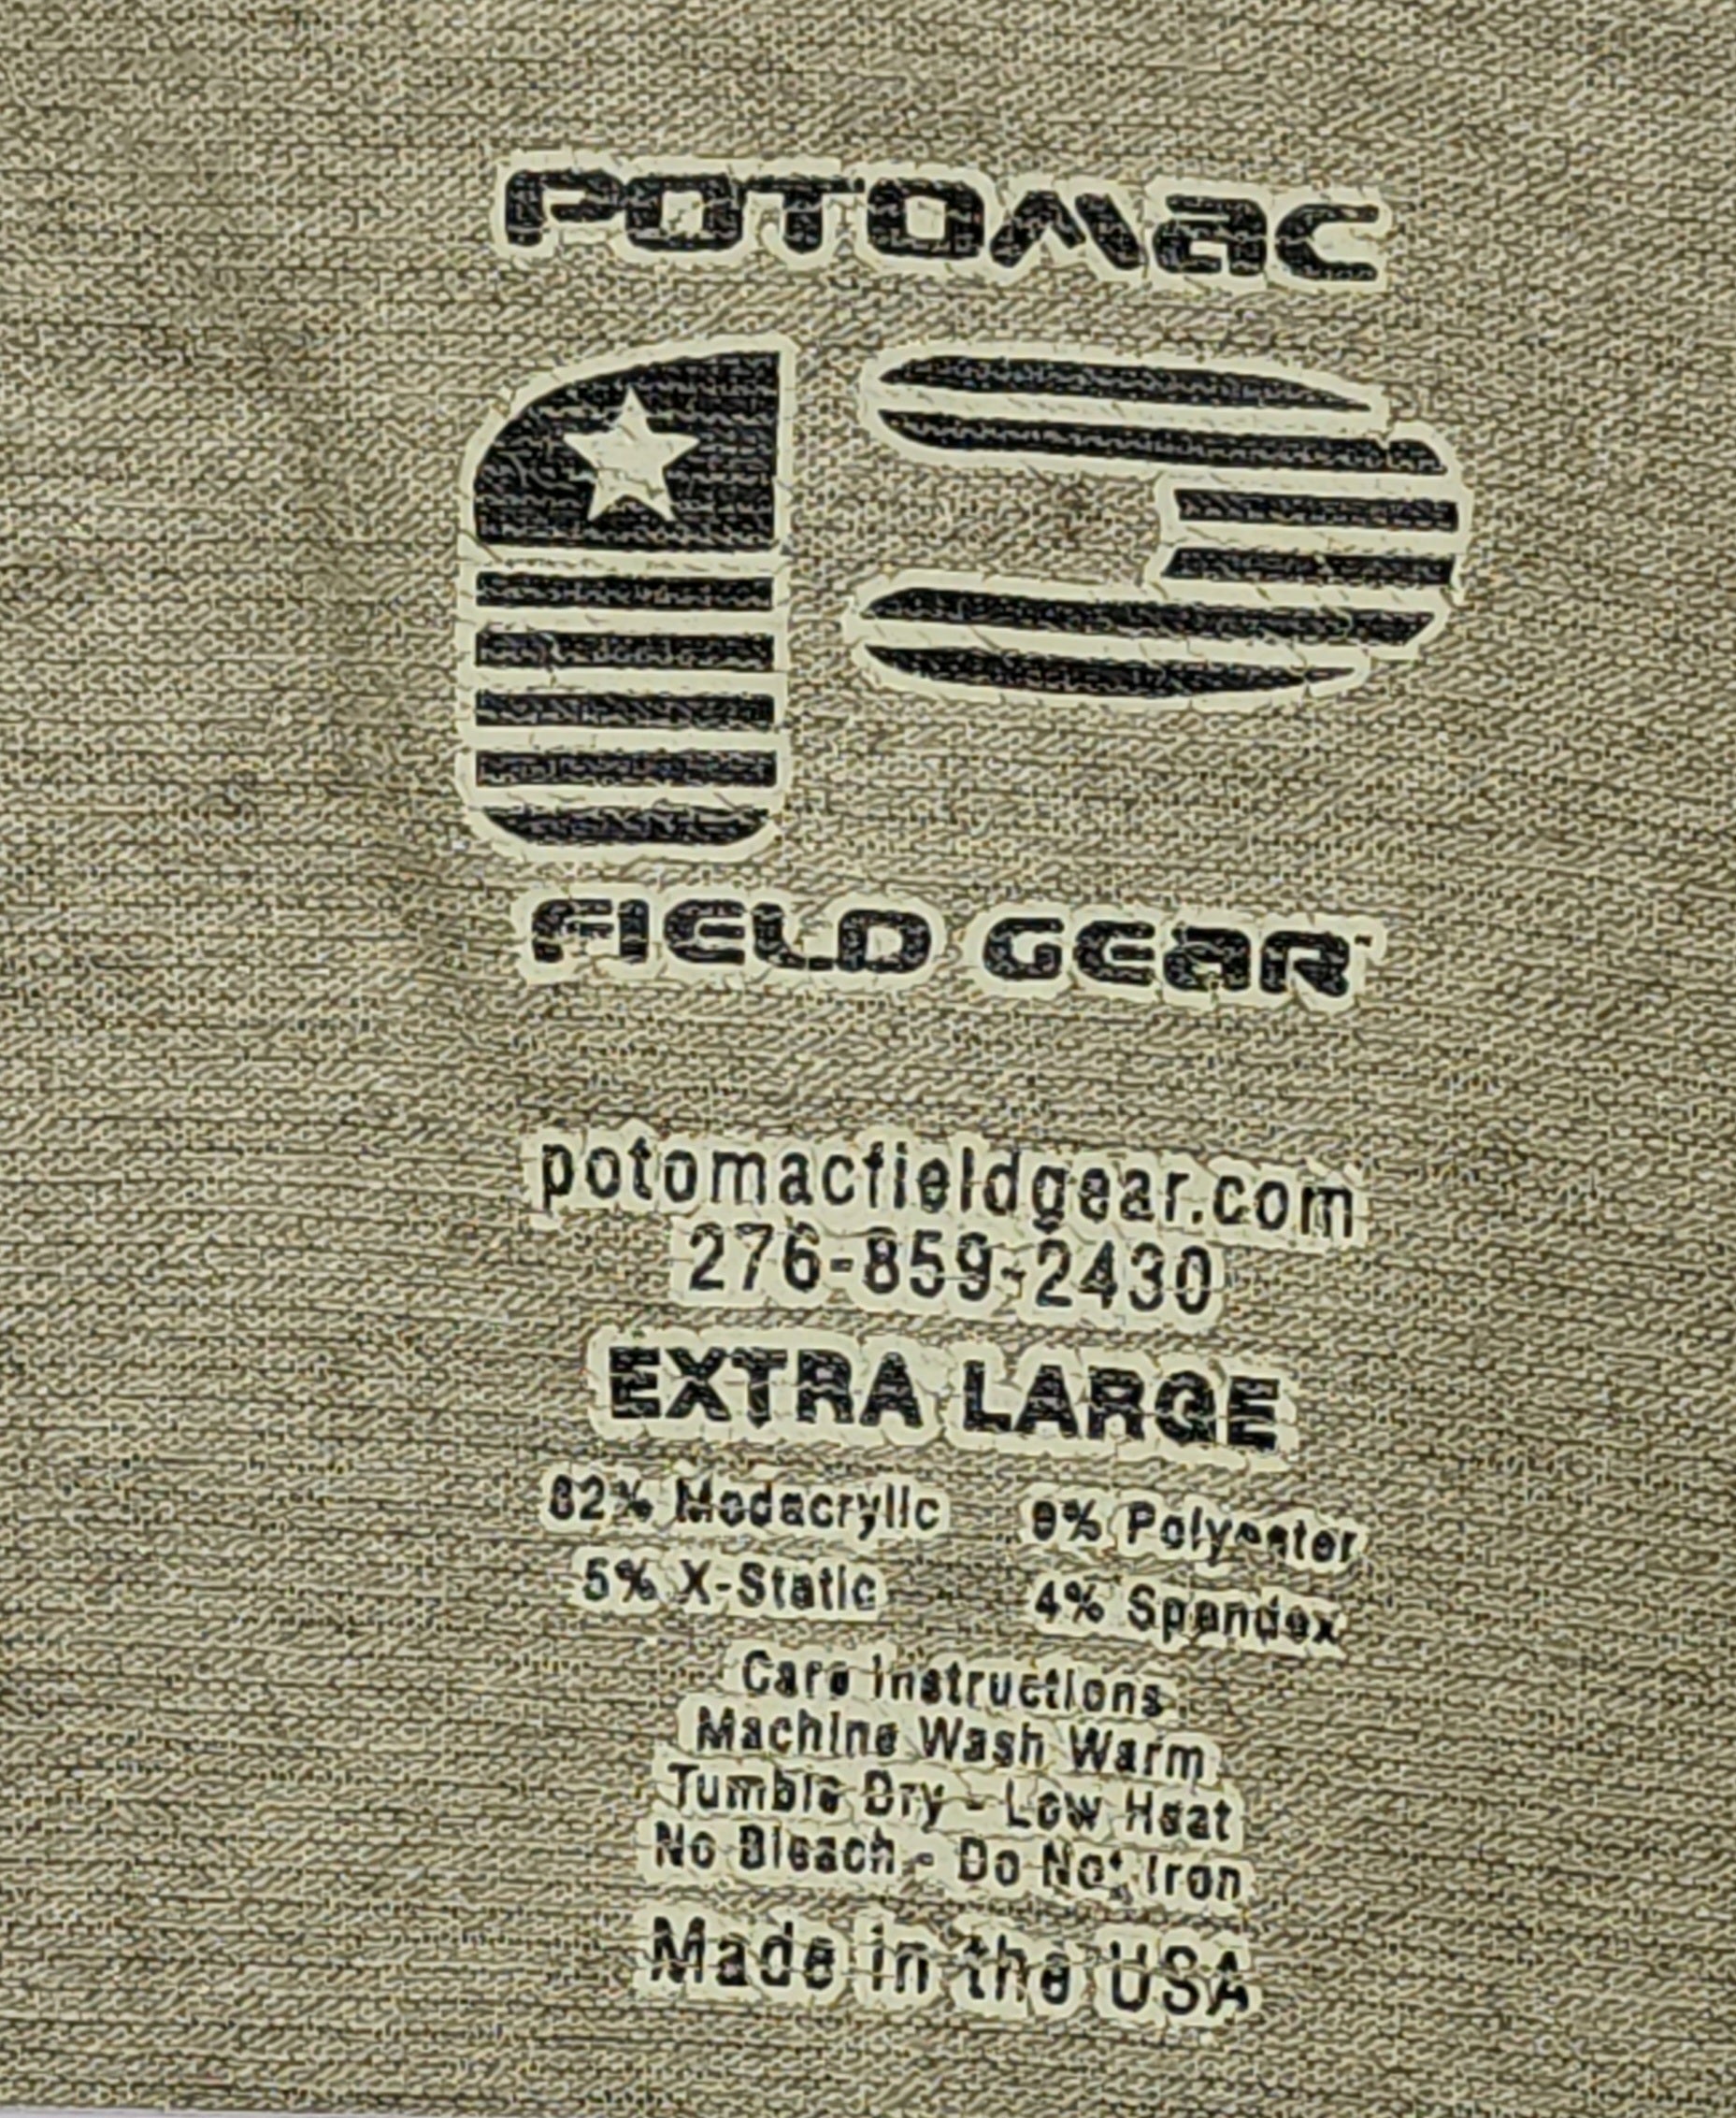 POTOMAC
FIELD GEAR™
potomacfieldgear.com
276-859-2430
EXTRA LARGE
82% Modacrylic 9% Polyester
5% X-Static 4% Spandex
Care Instructions
Machine Wash Warm
Tumble Dry - Low Heat
No Bleach - Do Not Iron
Made in the USA